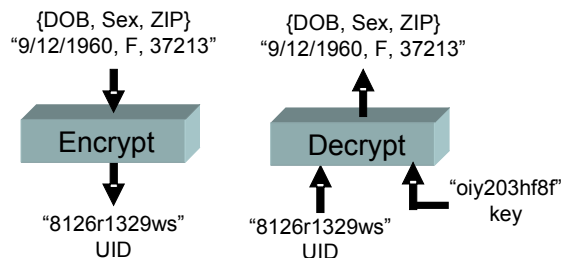 {DOB, Sex, ZIP}
“9/12/1960, F, 37213”
Encrypt
“8126r1329ws”
UID
{DOB, Sex, ZIP}
“9/12/1960, F, 37213”
Decrypt
“8126r1329ws”
UID
“oiy203hf8f”
key